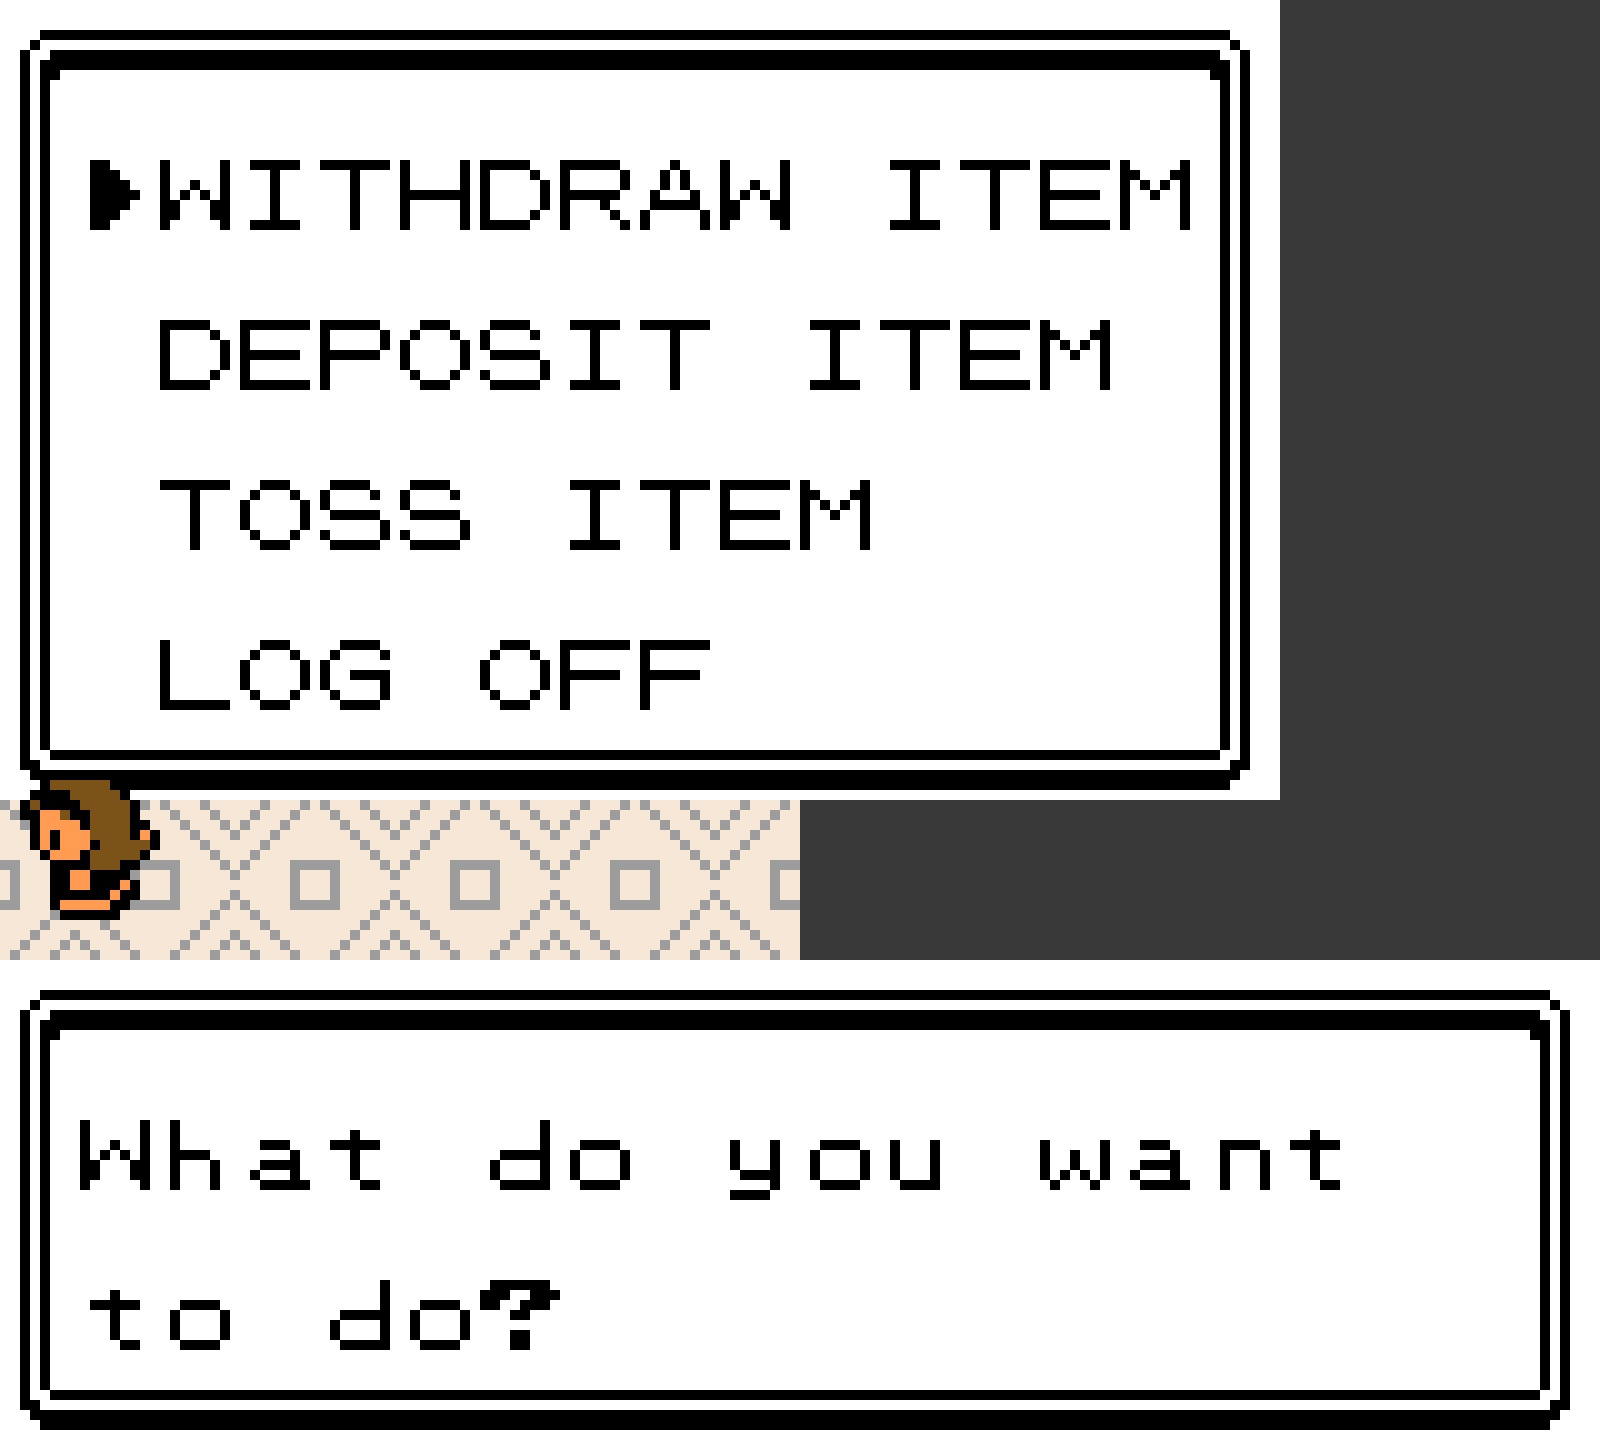 ▶WITHDRAW ITEM
DEPOSIT ITEM
TOSS ITEM
LOG OFF
What do you want
to do?